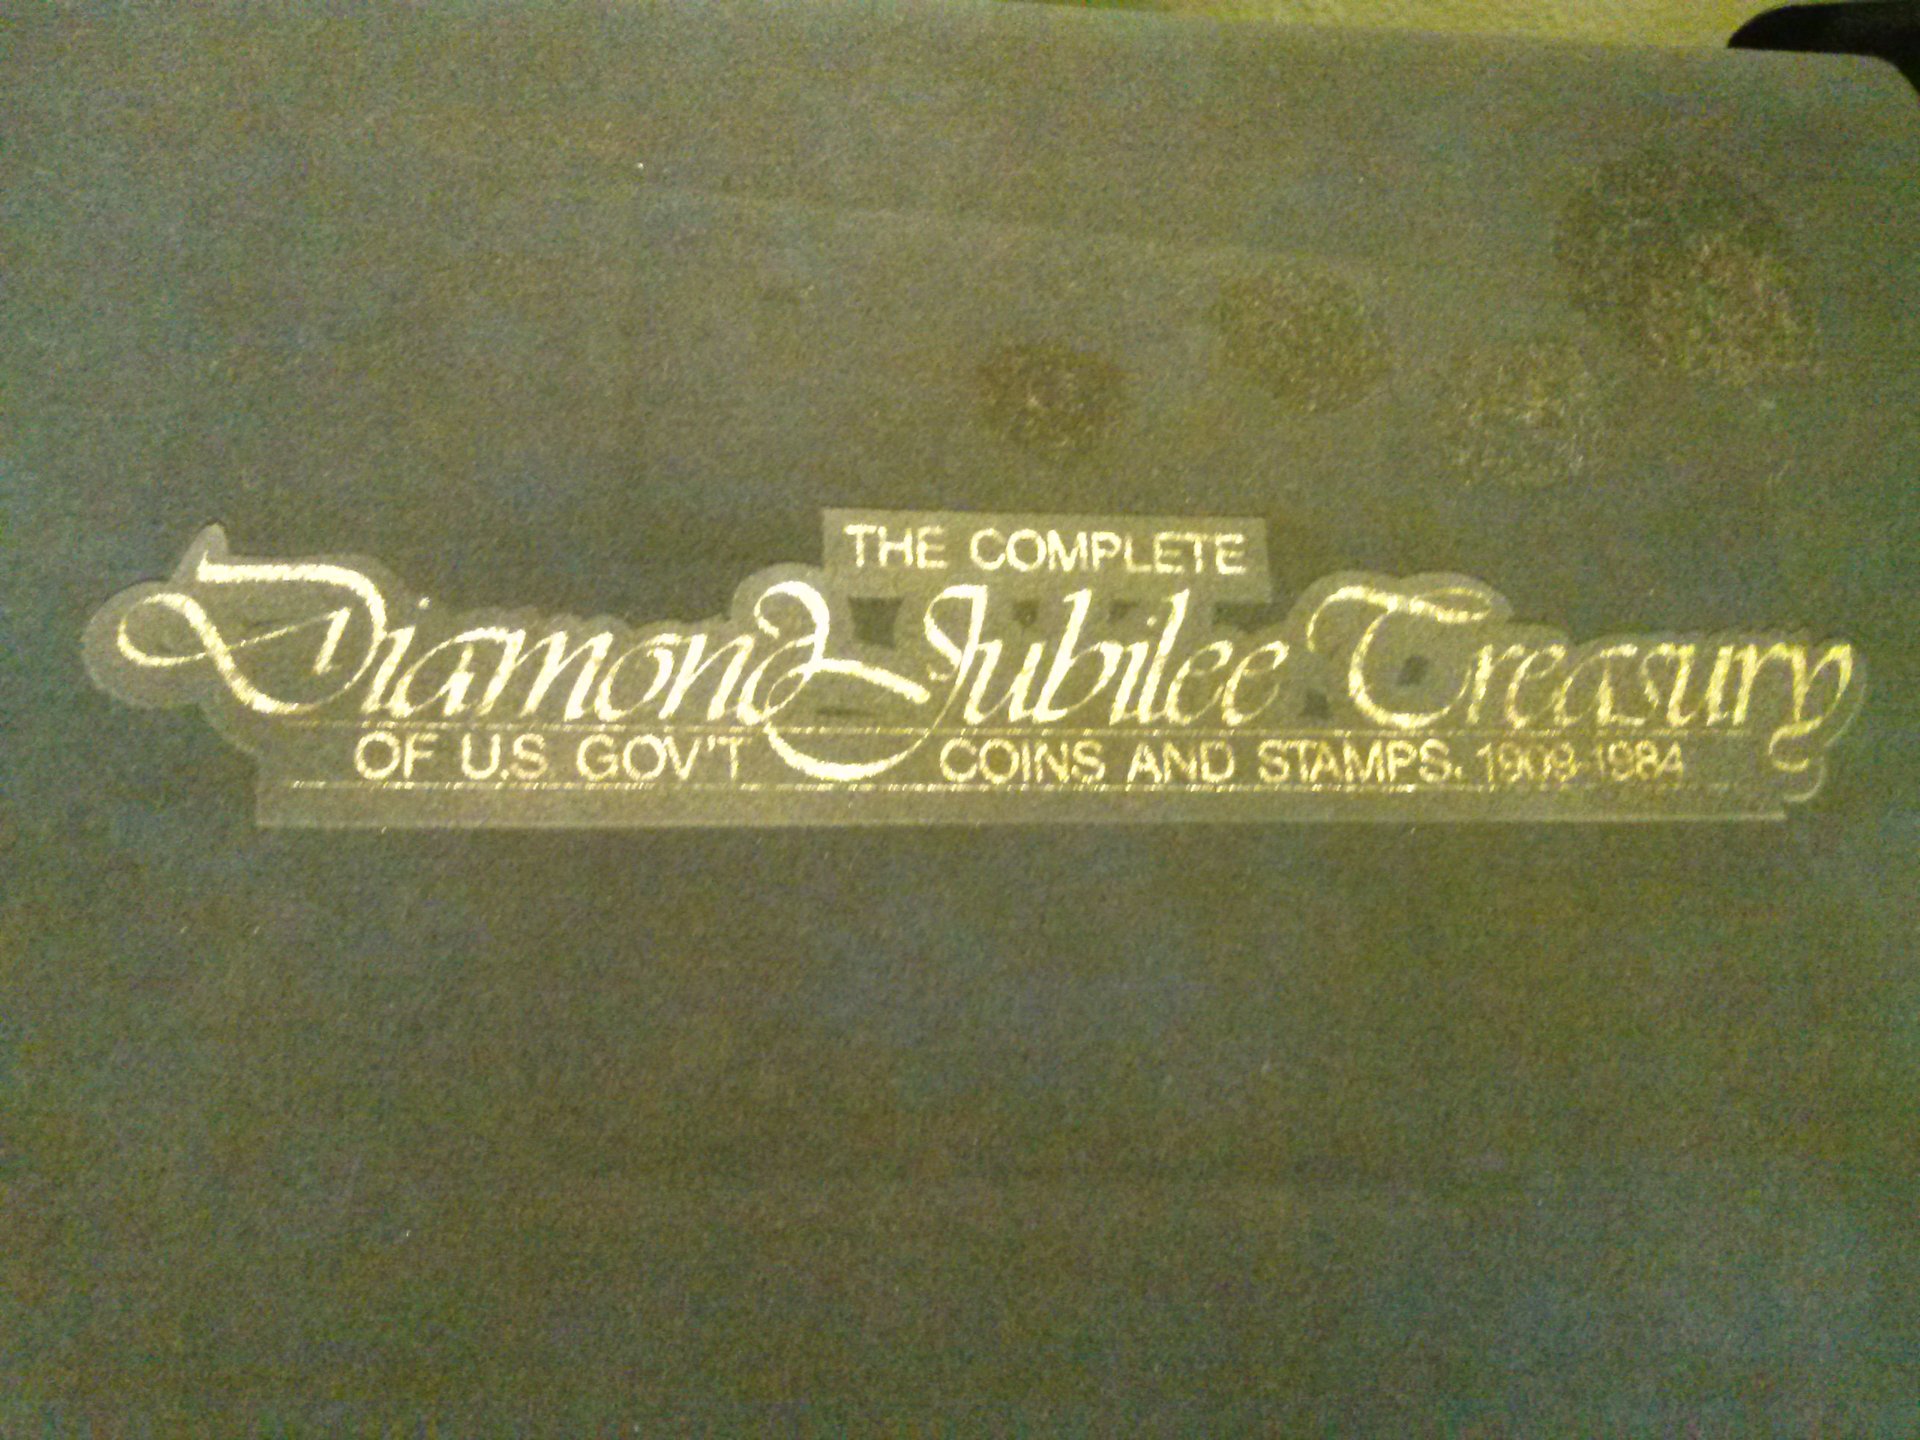 THE COMPLETE
Diamond Jubilee Treasury
OF U.S GOV'T COINS AND STAMPS. 1909-1984